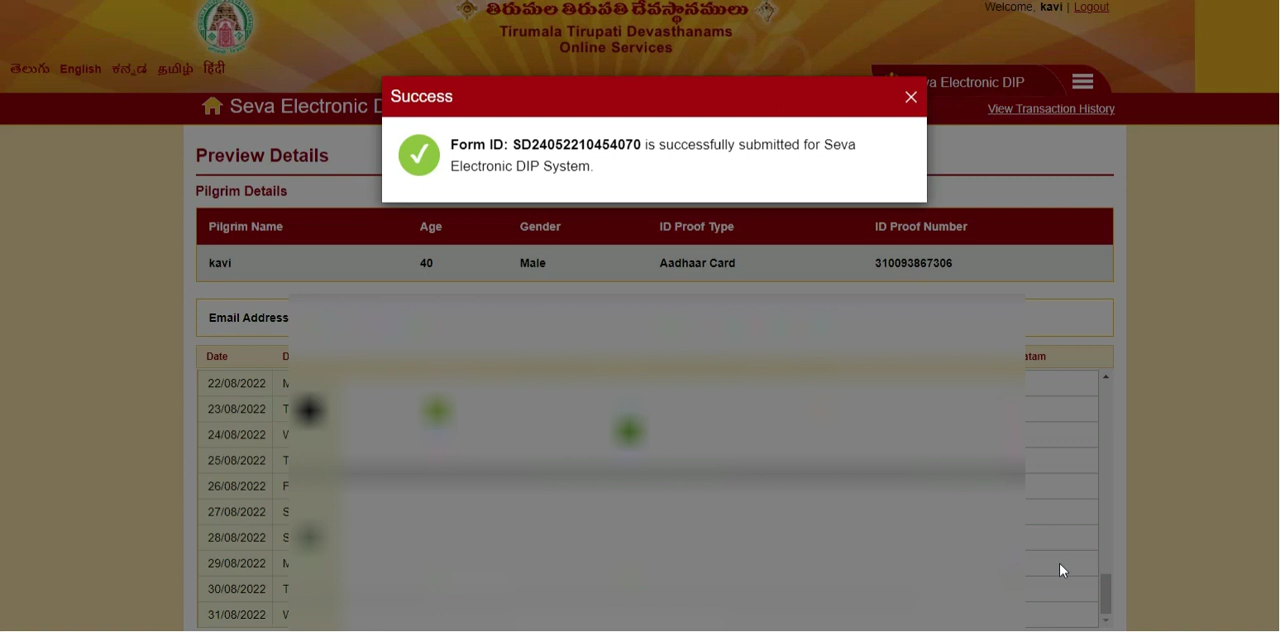 తిరుమల తిరుపతి దేవస్థానములు
Tirumala Tirupati Devasthanams
Online Services
Welcome, kavi | Logout
తెలుగు English ಕನ್ನಡ தமிழ் हिंदी
Seva Electronic
va Electronic DIP
View Transaction History
Success
Form ID: SD24052210454070 is successfully submitted for Seva
Electronic DIP System.
Preview Details
Pilgrim Details
Pilgrim Name Age Gender ID Proof Type ID Proof Number
kavi 40 Male Aadhaar Card 310093867306
Email Address
Date D atam
22/08/2022 M
23/08/2022 T
24/08/2022 W
25/08/2022 T
26/08/2022 F
27/08/2022 S
28/08/2022 S
29/08/2022 M
30/08/2022 T
31/08/2022 W